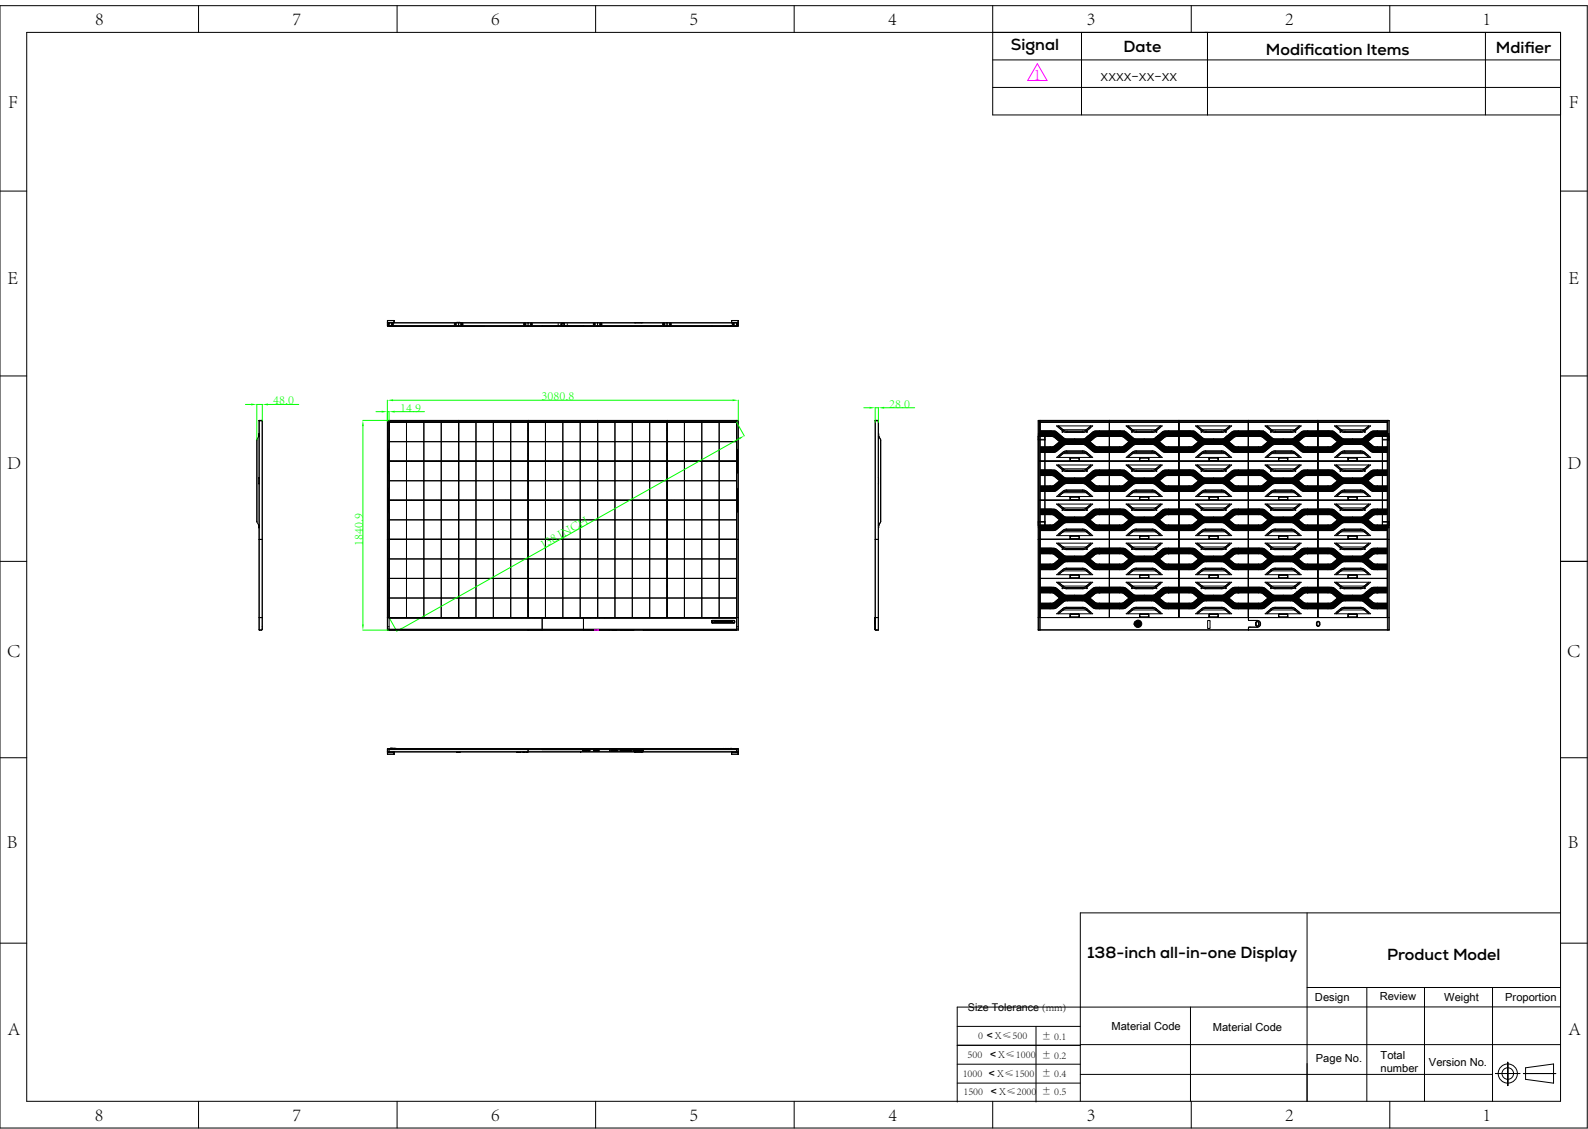 8 7 6 5 4 3 2 1
Signal Date Modification Items Mdifier
1 xxxx-xx-xx
F F
E E
48.0 14.9 3080.8 28.0
D D
1840.9
138 INCH
C C
B B
138-inch all-in-one Display Product Model
Design Review Weight Proportion
Size Tolerance (mm)
Material Code Material Code
A A
0 < X ≤ 500 ± 0.1
500 < X ≤ 1000 ± 0.2
Page No. Total number Version No.
1000 < X ≤ 1500 ± 0.4
1500 < X ≤ 2000 ± 0.5
8 7 6 5 4 3 2 1